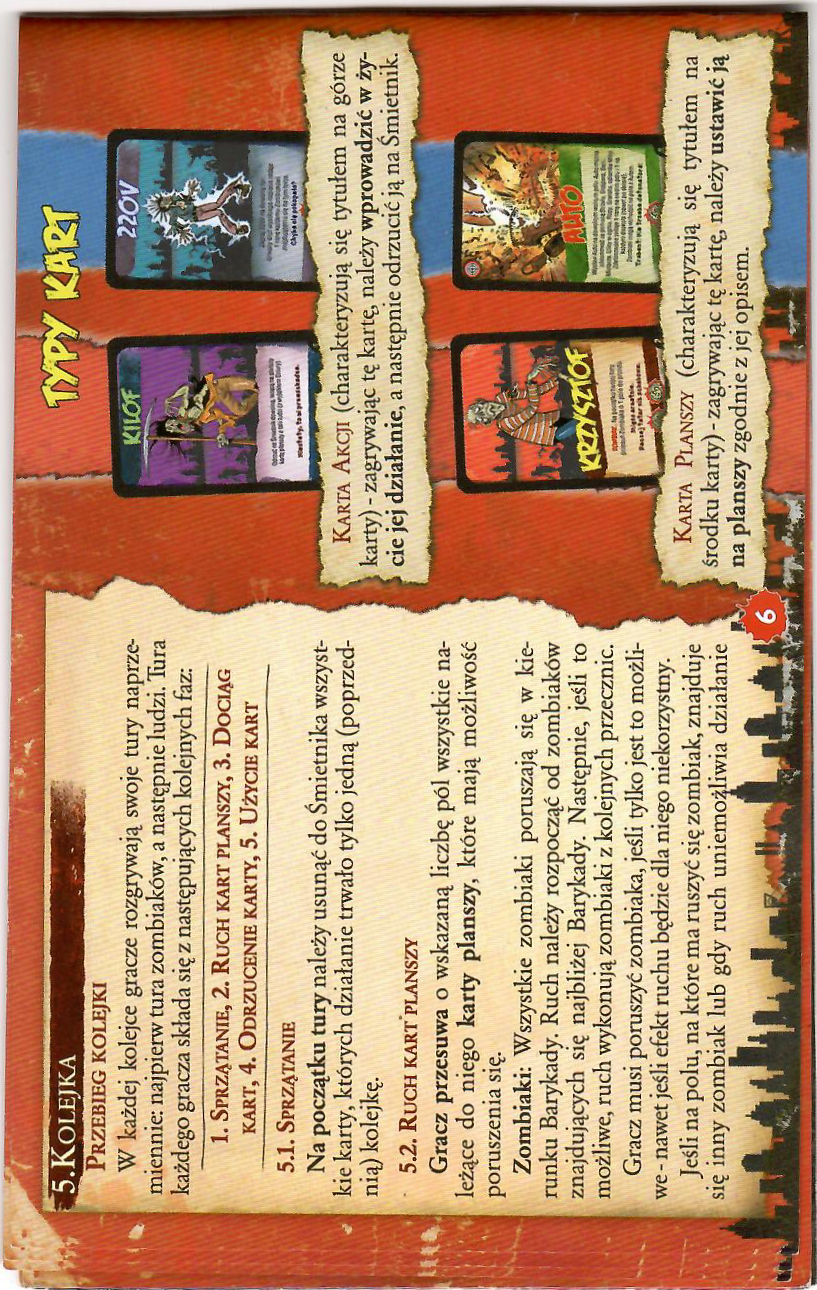 5.Kolejka
Przebieg kolejki
W każdej kolejce gracze rozgrywają swoje tury naprze-
miennie: najpierw tura zombiaków, a następnie ludzi. Tura
każdego gracza składa się z następujących kolejnych faz:
1. Sprzątanie, 2. Ruch kart planszy, 3. Dociąg
kart, 4. Odrzucenie karty, 5. Użycie kart
5.1. Sprzątanie
Na początku tury należy usunąć do Śmietnika wszyst-
kie karty, których działanie trwało tylko jedną (poprzed-
nią) kolejkę.
5.2. Ruch kart planszy
Gracz przesuwa o wskazaną liczbę pól wszystkie na-
leżące do niego karty planszy, które mają możliwość
poruszenia się.
Zombiaki: Wszystkie zombiaki poruszają się w kie-
runku Barykady. Ruch należy rozpocząć od zombiaków
znajdujących się najbliżej Barykady. Następnie, jeśli to
możliwe, ruch wykonują zombiaki z kolejnych przecznic.
Gracz musi poruszyć zombiaka, jeśli tylko jest to możli-
we - nawet jeśli efekt ruchu będzie dla niego niekorzystny.
Jeśli na polu, na które ma ruszyć się zombiak, znajduje
się inny zombiak lub gdy ruch uniemożliwia działanie
6
TYPY KART
KILOF
220V
Karta Akcji (charakteryzują się tytułem na górze
karty) - zagrywając tę kartę, należy wprowadzić w ży-
cie jej działanie, a następnie odrzucić ją na Śmietnik.
KRZYSZTOF
AUTO
Karta Planszy (charakteryzują się tytułem na
środku karty) - zagrywając tę kartę, należy ustawić ją
na planszy zgodnie z jej opisem.